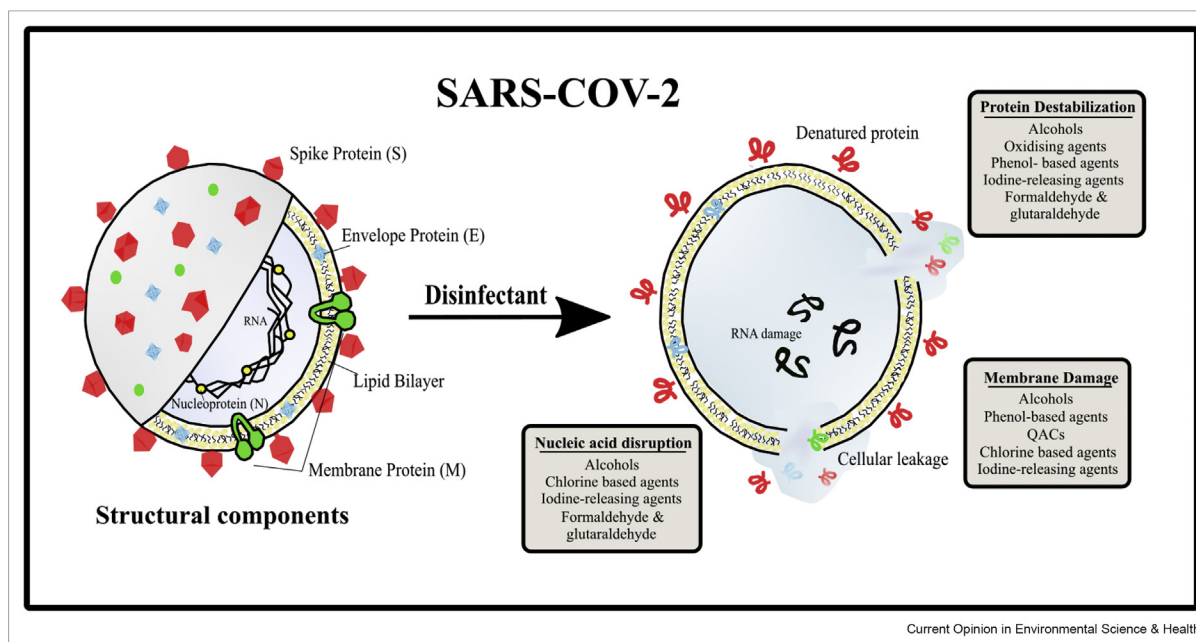 SARS-COV-2
Spike Protein (S)
Envelope Protein (E)
RNA
Lipid Bilayer
Nucleoprotein (N)
Membrane Protein (M)
Structural components
Disinfectant
Denatured protein
RNA damage
Cellular leakage
Protein Destabilization
Alcohols
Oxidising agents
Phenol- based agents
Iodine-releasing agents
Formaldehyde &
glutaraldehyde
Membrane Damage
Alcohols
Phenol-based agents
QACs
Chlorine based agents
Iodine-releasing agents
Nucleic acid disruption
Alcohols
Chlorine based agents
Iodine-releasing agents
Formaldehyde &
glutaraldehyde
Current Opinion in Environmental Science & Health